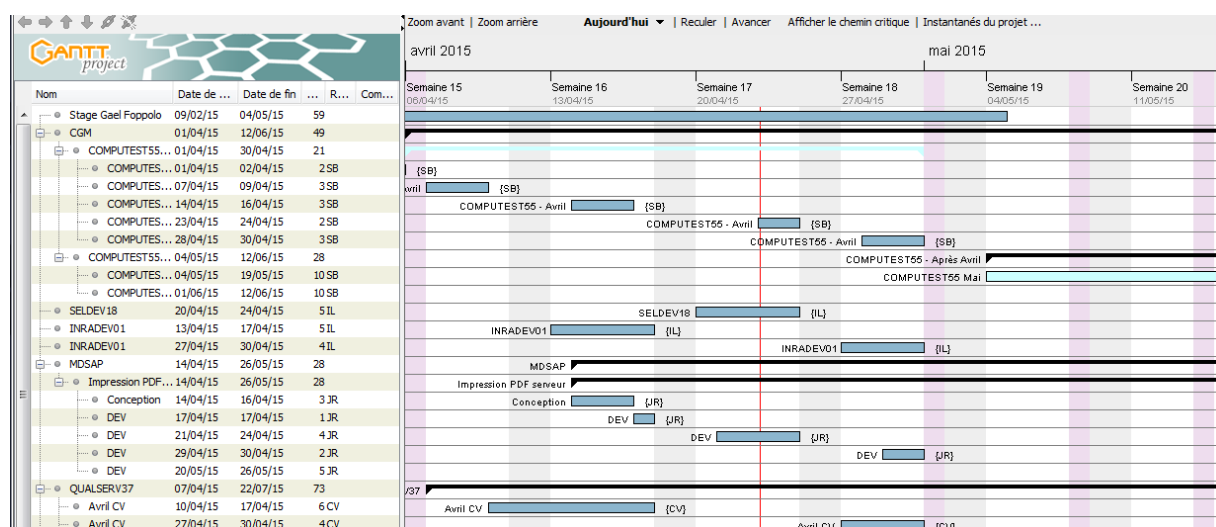 Zoom avant | Zoom arrière Aujourd'hui | Reculer | Avancer Afficher le chemin critique | Instantanés du projet ...
GANTT project
avril 2015 mai 2015
Nom Date de ... Date de fin ... R... Com...
Semaine 15 Semaine 16 Semaine 17 Semaine 18 Semaine 19 Semaine 20
06/04/15 13/04/15 20/04/15 27/04/15 04/05/15 11/05/15
Stage Gael Foppolo 09/02/15 04/05/15 59
CGM 01/04/15 12/06/15 49
COMPUTEST55... 01/04/15 30/04/15 21
COMPUTES... 01/04/15 02/04/15 2 SB {SB}
COMPUTES... 07/04/15 09/04/15 3 SB vril {SB}
COMPUTES... 14/04/15 16/04/15 3 SB COMPUTEST55 - Avril {SB}
COMPUTES... 23/04/15 24/04/15 2 SB COMPUTEST55 - Avril {SB}
COMPUTES... 28/04/15 30/04/15 3 SB COMPUTEST55 - Avril {SB}
COMPUTEST55... 04/05/15 12/06/15 28 COMPUTEST55 - Après Avril
COMPUTES... 04/05/15 19/05/15 10 SB COMPUTEST55 Mai
COMPUTES... 01/06/15 12/06/15 10 SB
SELDEV18 20/04/15 24/04/15 5 IL SELDEV18 {IL}
INRADEV01 13/04/15 17/04/15 5 IL INRADEV01 {IL}
INRADEV01 27/04/15 30/04/15 4 IL INRADEV01 {IL}
MDSAP 14/04/15 26/05/15 28 MDSAP
Impression PDF... 14/04/15 26/05/15 28 Impression PDF serveur
Conception 14/04/15 16/04/15 3 JR Conception {JR}
DEV 17/04/15 17/04/15 1 JR DEV {JR}
DEV 21/04/15 24/04/15 4 JR DEV {JR}
DEV 29/04/15 30/04/15 2 JR DEV {JR}
DEV 20/05/15 26/05/15 5 JR
QUALSERV37 07/04/15 22/07/15 73 /37
Avril CV 10/04/15 17/04/15 6 CV Avril CV {CV}
Avril CV 27/04/15 30/04/15 4 CV Avril CV {CV}